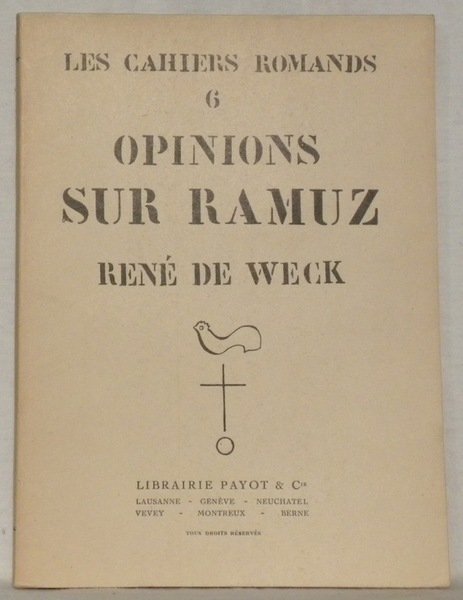 LES CAHIERS ROMANDS
6
OPINIONS
SUR RAMUZ
RENÉ DE WECK
LIBRAIRIE PAYOT & Cie
LAUSANNE - GENÈVE - NEUCHATEL
VEVEY - MONTREUX - BERNE
TOUS DROITS RÉSERVÉS